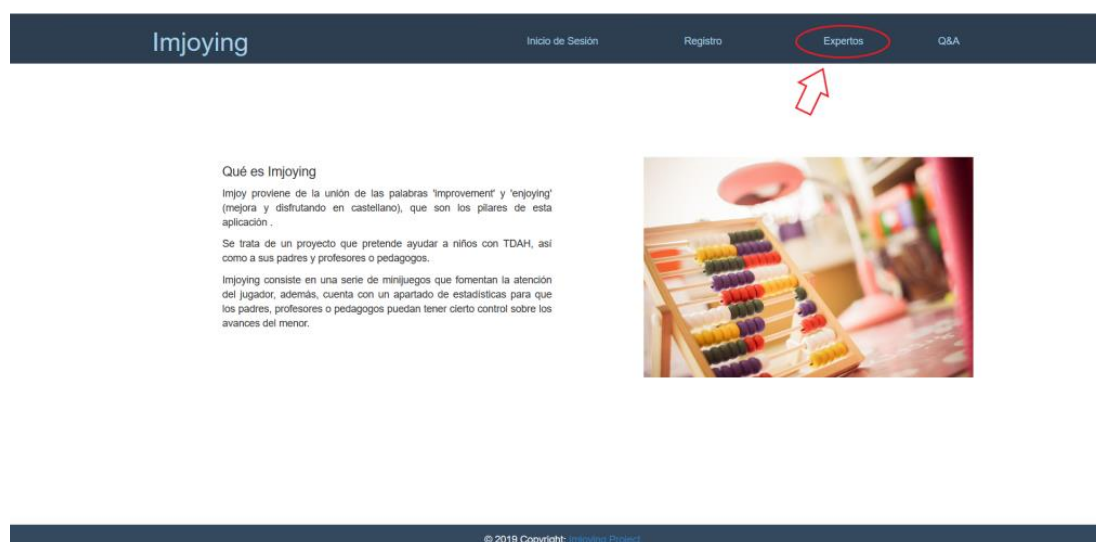 Imjoying
Inicio de Sesión
Registro
Expertos
Q&A
Qué es Imjoying
Imjoy proviene de la unión de las palabras 'improvement' y 'enjoying'
(mejora y disfrutando en castellano), que son los pilares de esta
aplicación .
Se trata de un proyecto que pretende ayudar a niños con TDAH, así
como a sus padres y profesores o pedagogos.
Imjoying consiste en una serie de minijuegos que fomentan la atención
del jugador, además, cuenta con un apartado de estadísticas para que
los padres, profesores o pedagogos puedan tener cierto control sobre los
avances del menor.
© 2019 Copyright: Imjoying Project